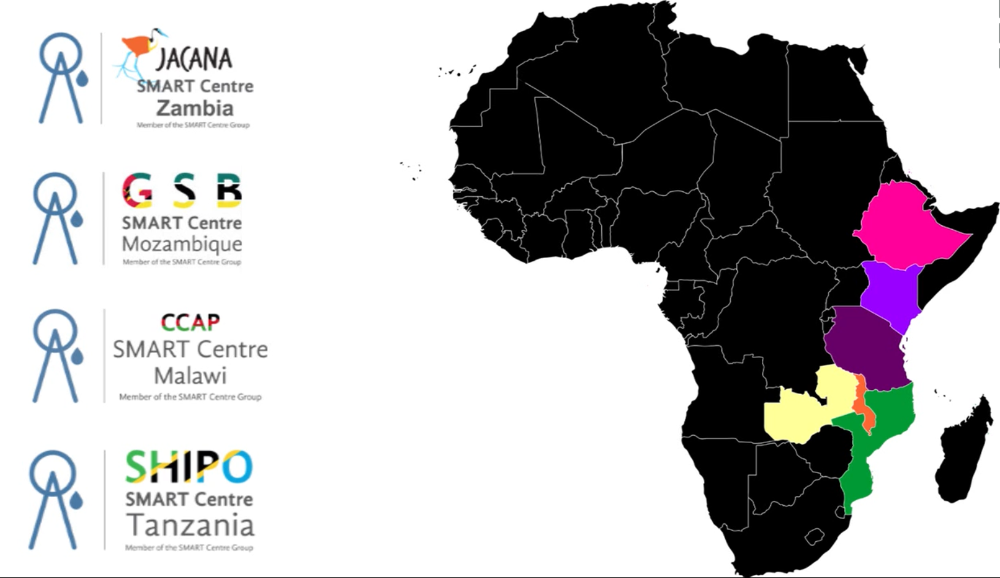 JACANA
SMART Centre
Zambia
Member of the SMART Centre Group
GSB
SMART Centre
Mozambique
Member of the SMART Centre Group
CCAP
SMART Centre
Malawi
Member of the SMART Centre Group
SHIPO
SMART Centre
Tanzania
Member of the SMART Centre Group